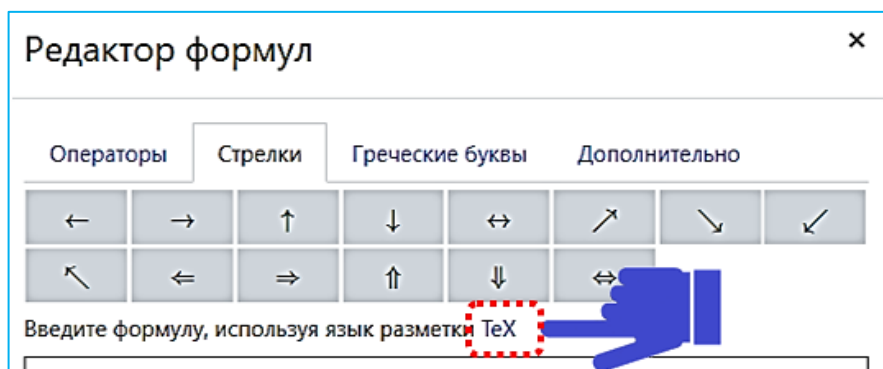 Редактор формул ×
Операторы Стрелки Греческие буквы Дополнительно
← → ↑ ↓ ↔ ↗ ↘ ↙
↖ ⇐ ⇒ ⇑ ⇓ ⇔
Введите формулу, используя язык разметки TeX